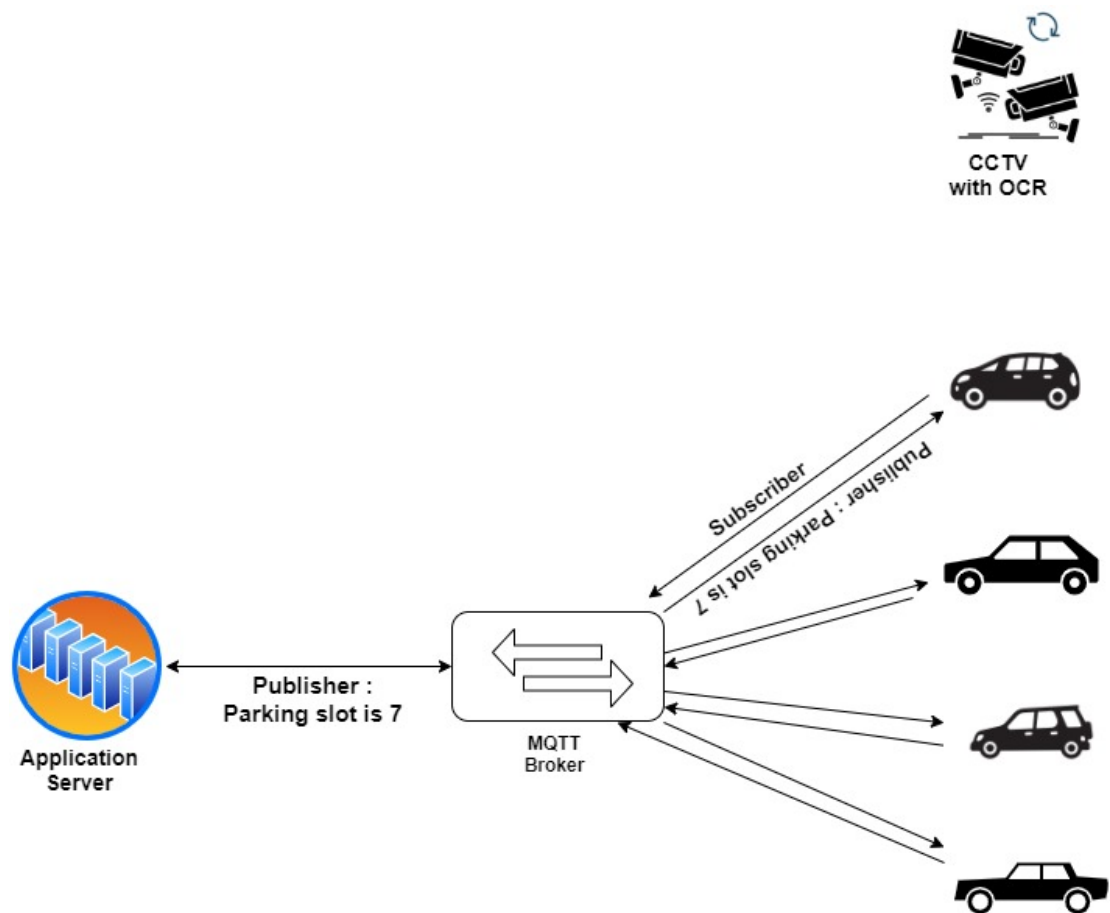 CCTV
with OCR
Subscriber
Publisher : Parking slot is 7
Publisher :
Parking slot is 7
Application
Server
MQTT
Broker